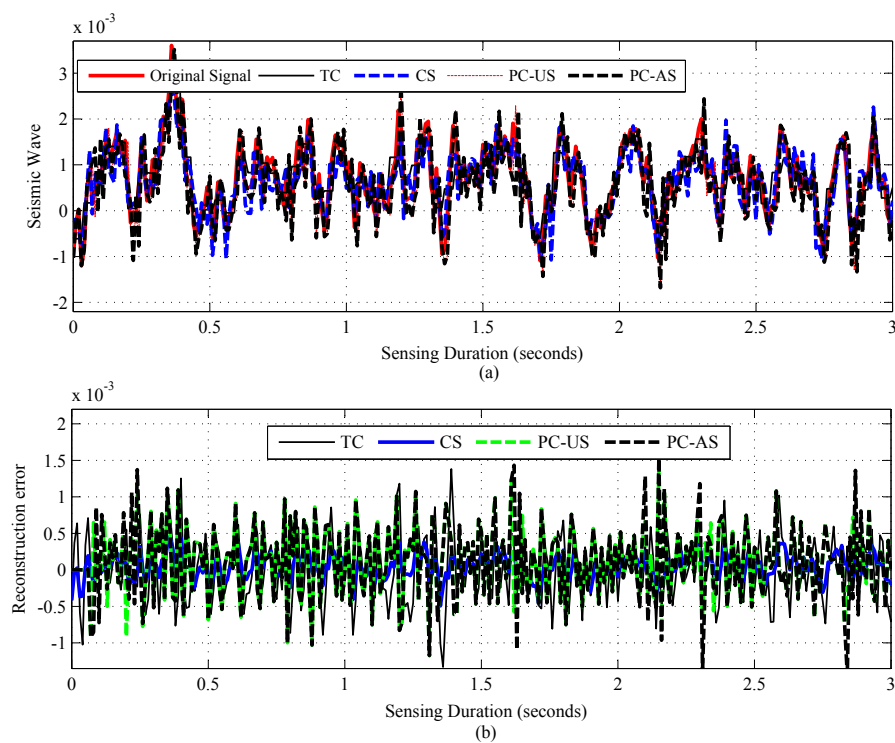 x 10⁻³
Original Signal TC CS PC-US PC-AS
Seismic Wave
3
2
1
0
-1
-2
0 0.5 1 1.5 2 2.5 3
Sensing Duration (seconds)
(a)
x 10⁻³
TC CS PC-US PC-AS
Reconstruction error
2
1.5
1
0.5
0
-0.5
-1
0 0.5 1 1.5 2 2.5 3
Sensing Duration (seconds)
(b)